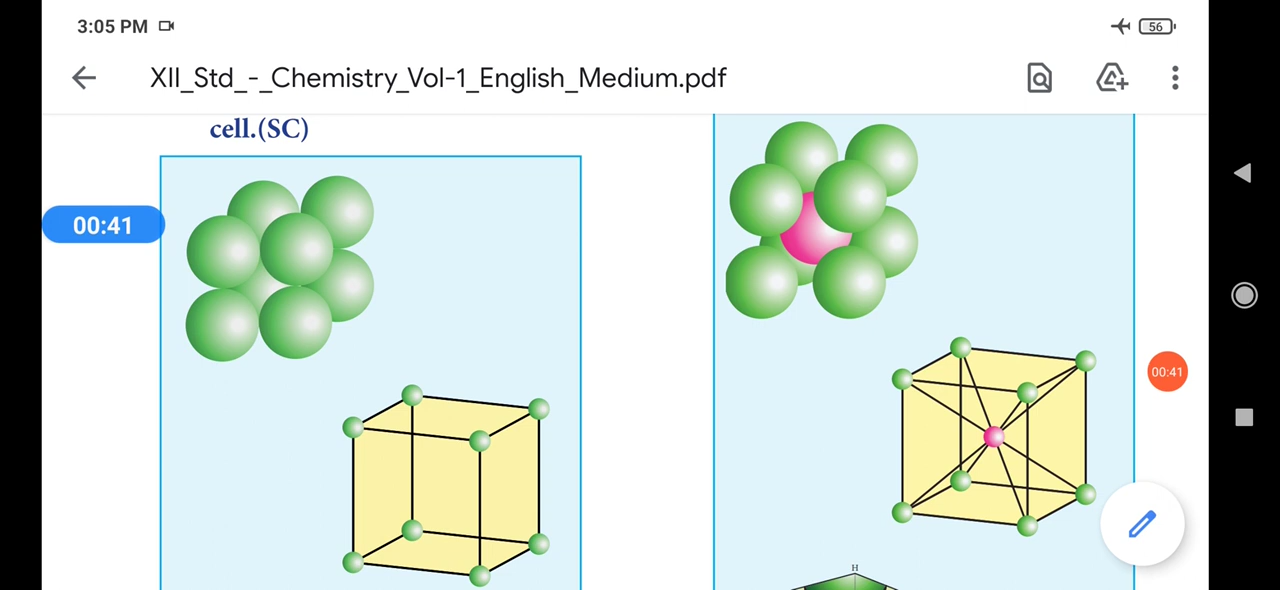 3:05 PM
56
XII_Std_-_Chemistry_Vol-1_English_Medium.pdf
cell.(SC)
00:41
00:41
H